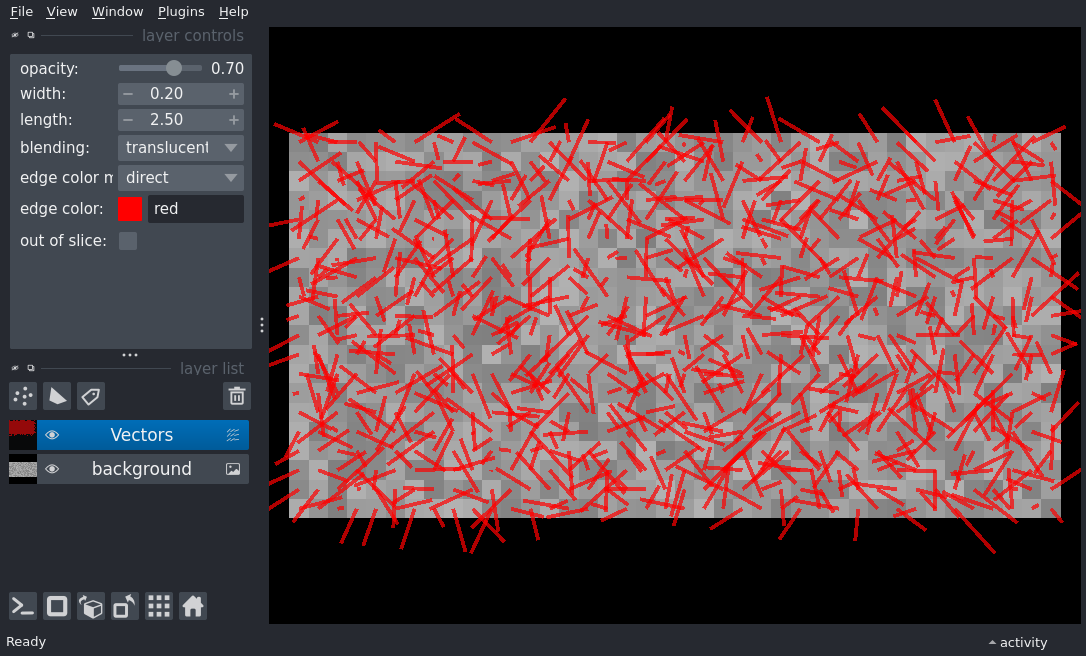 File View Window Plugins Help
layer controls
opacity: 0.70
width: 0.20
length: 2.50
blending: translucent
edge color m direct
edge color: red
out of slice:
layer list
Vectors
background
Ready
activity